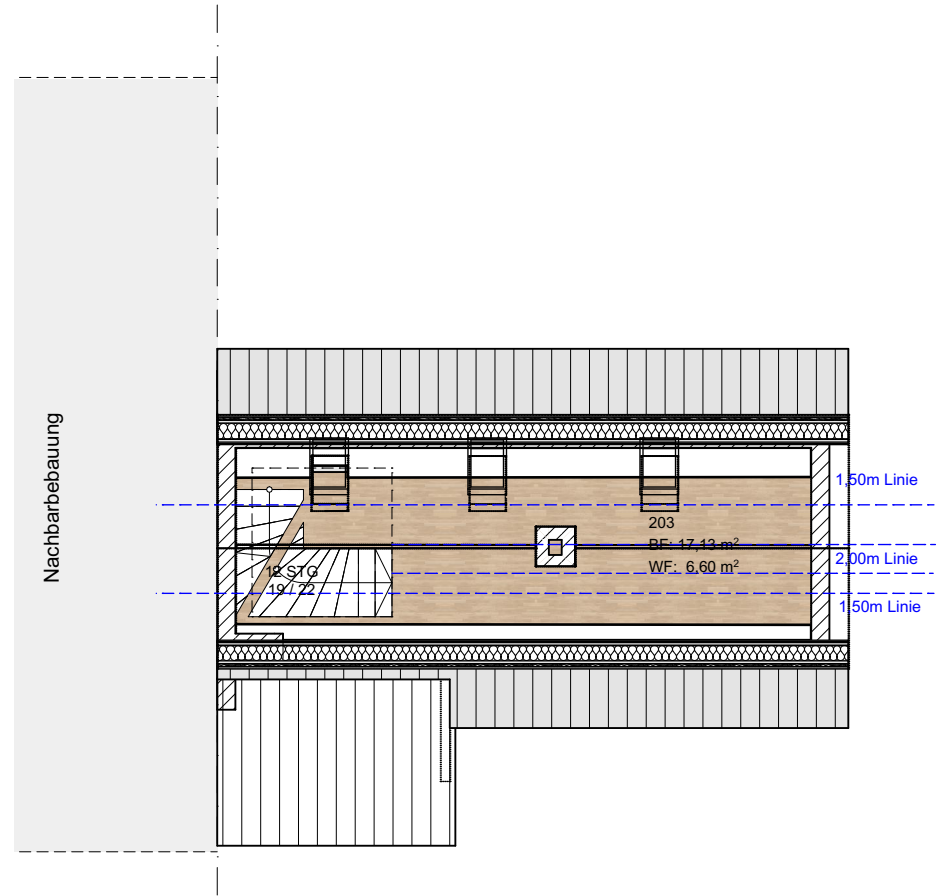 Nachbarbebauung
1,50m Linie
203
BF: 17,13 m²
2,00m Linie
WF: 6,60 m²
18 STG
19 / 22
1,50m Linie